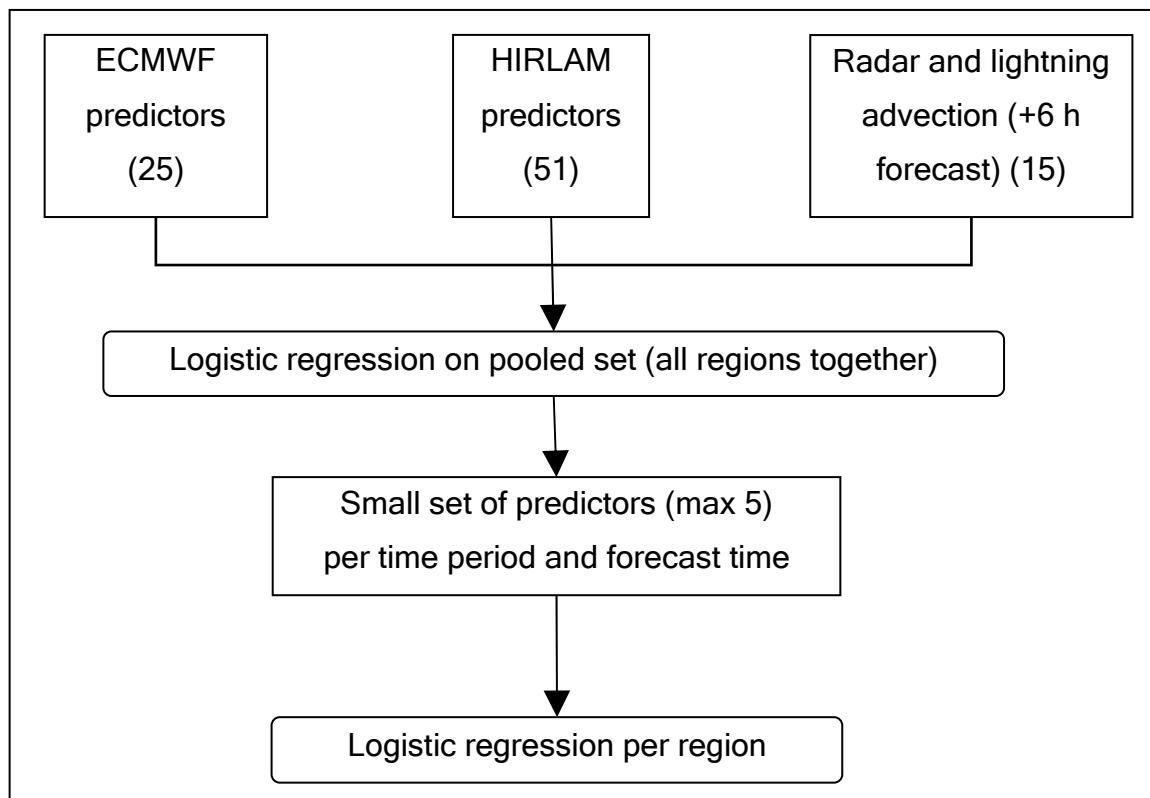 ECMWF
predictors
(25)
HIRLAM
predictors
(51)
Radar and lightning
advection (+6 h
forecast) (15)
Logistic regression on pooled set (all regions together)
Small set of predictors (max 5)
per time period and forecast time
Logistic regression per region